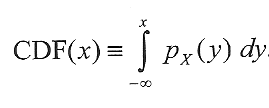 CDF(x) ≡ ∫_{-∞}^{x} p_X(y) dy.